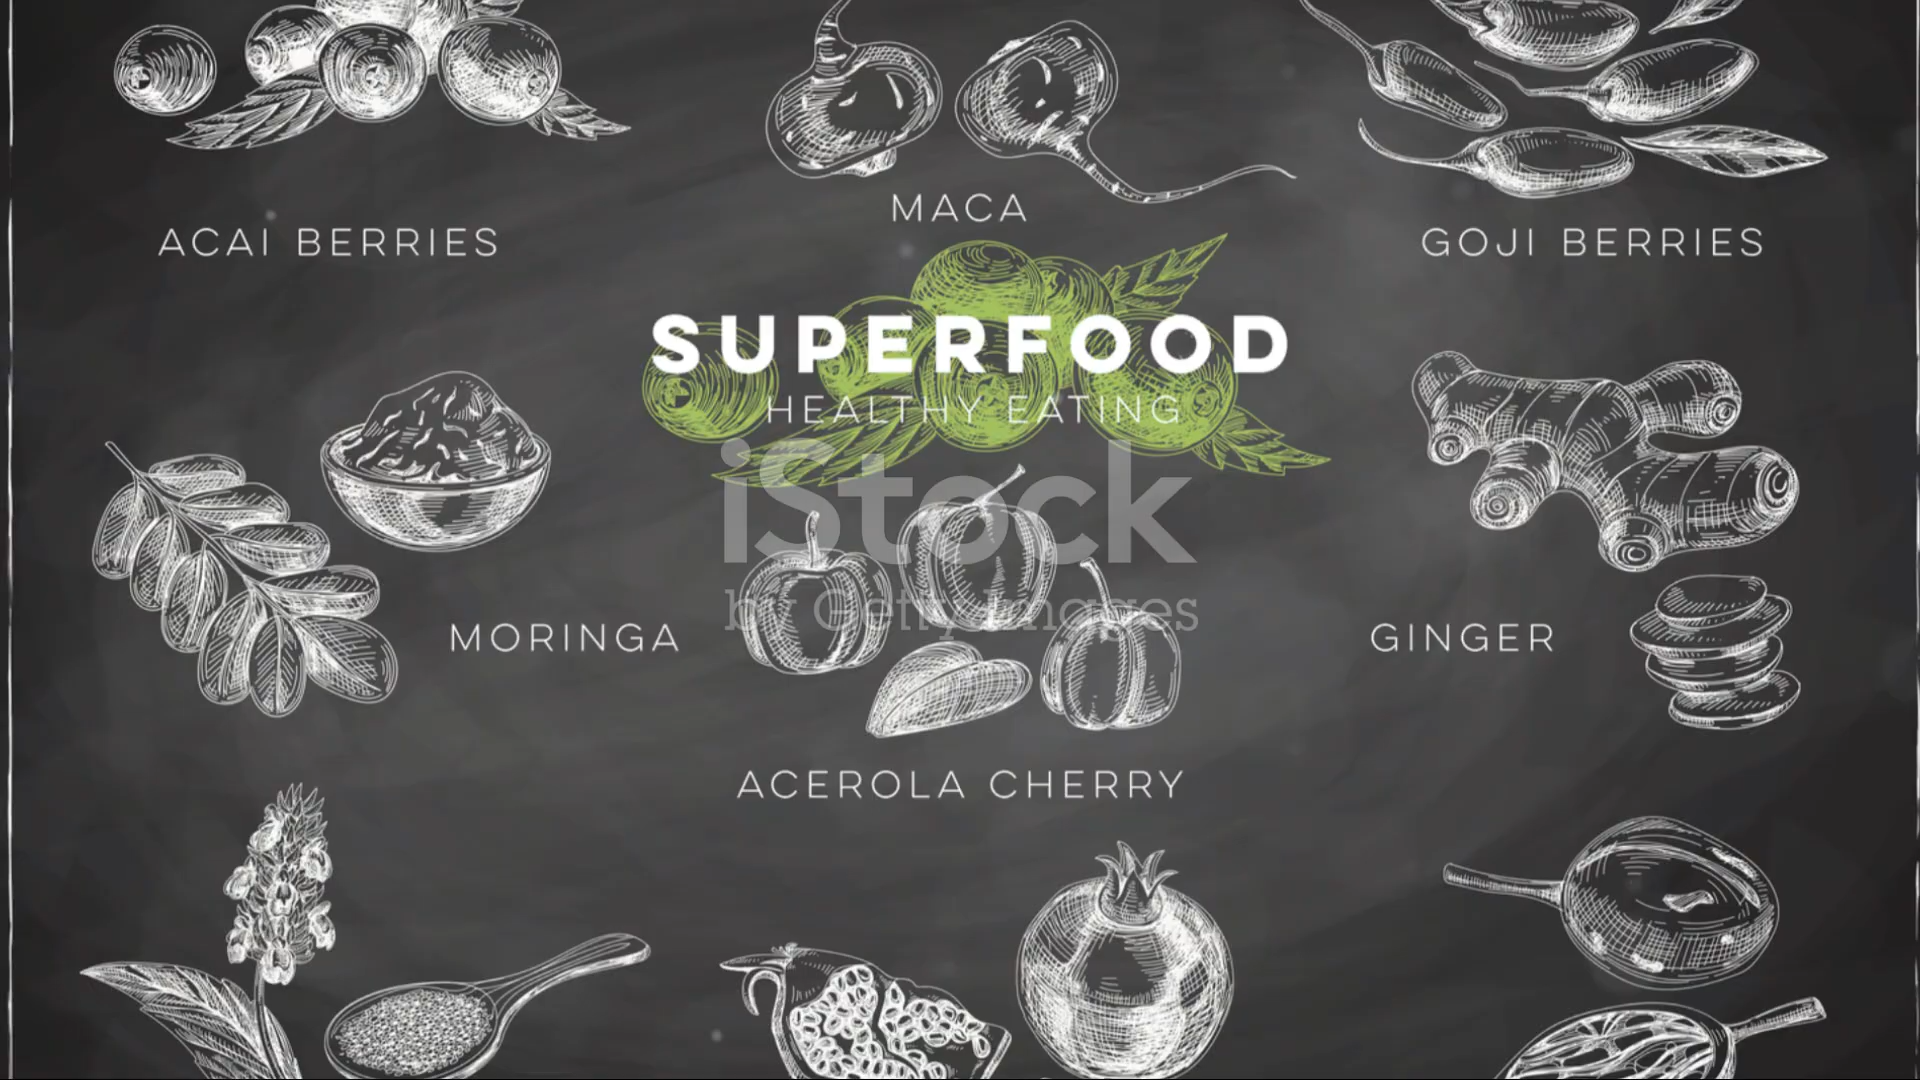 MACA
ACAI BERRIES
GOJI BERRIES
SUPERFOOD
HEALTHY EATING
iStock
by Getty Images
MORINGA
GINGER
ACEROLA CHERRY